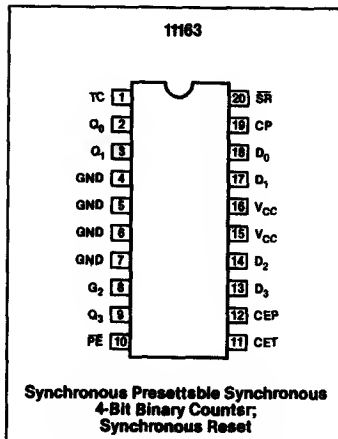 11163
TC 1 20 SR
Q0 2 19 CP
Q1 3 18 D0
GND 4 17 D1
GND 5 16 VCC
GND 6 15 VCC
GND 7 14 D2
G2 8 13 D3
Q3 9 12 CEP
PE 10 11 CET
Synchronous Presettsble Synchronous
4-Bit Binary Countsr;
Synchronous Reset